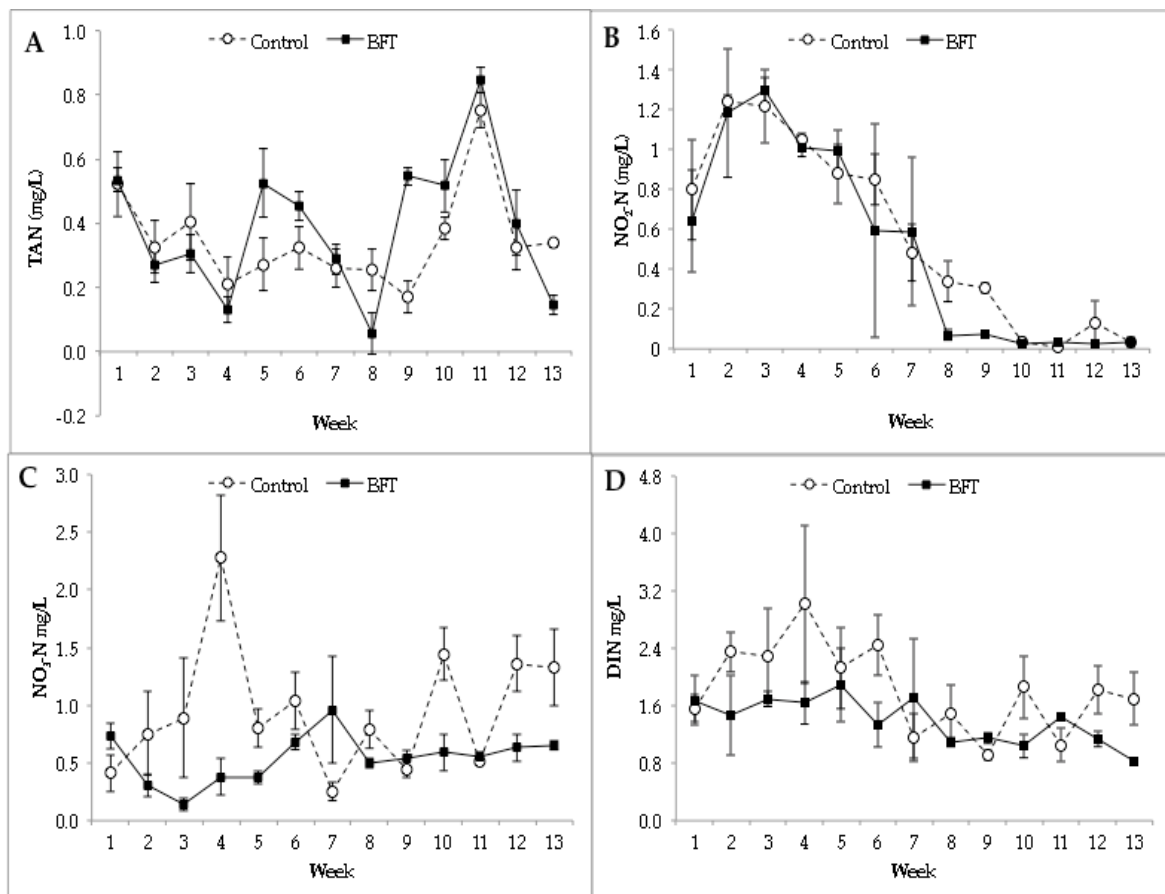 A
Control
BFT
TAN (mg/L)
1.0
0.8
0.6
0.4
0.2
0.0
-0.2
1 2 3 4 5 6 7 8 9 10 11 12 13
Week
B
Control
BFT
NO₂-N (mg/L)
1.6
1.4
1.2
1
0.8
0.6
0.4
0.2
0
1 2 3 4 5 6 7 8 9 10 11 12 13
Week
C
Control
BFT
NO₃-N mg/L
3.0
2.5
2.0
1.5
1.0
0.5
0.0
1 2 3 4 5 6 7 8 9 10 11 12 13
Week
D
Control
BFT
DIN mg/L
4.8
4.0
3.2
2.4
1.6
0.8
0.0
1 2 3 4 5 6 7 8 9 10 11 12 13
Week